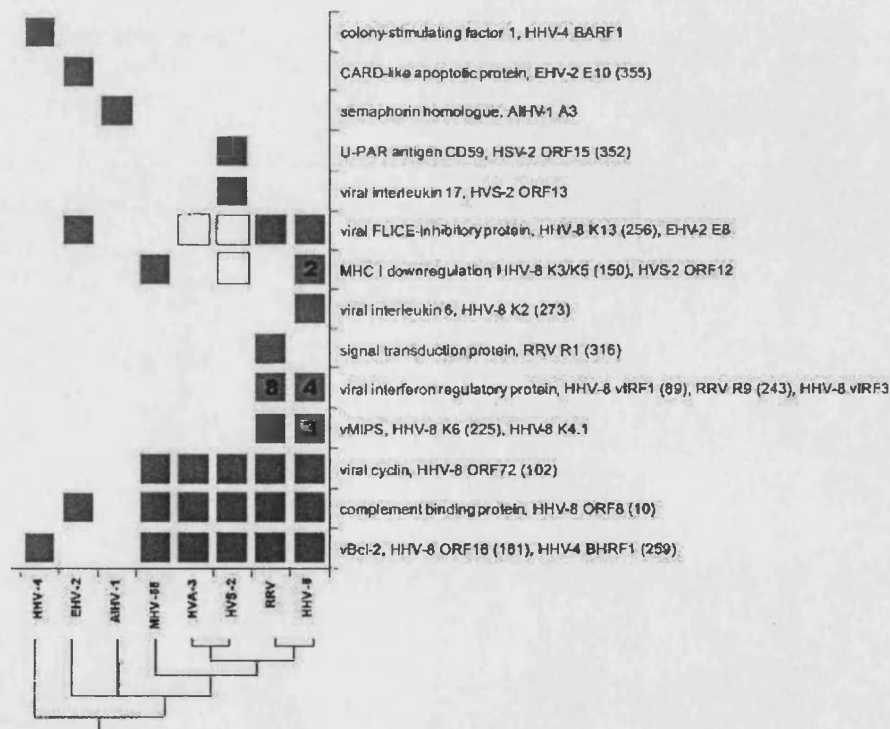 colony-stimulating factor 1, HHV-4 BARF1
CARD-like apoptotic protein, EHV-2 E10 (355)
semaphorin homologue, AlHV-1 A3
U-PAR antigen CD59, HSV-2 ORF15 (352)
viral interleukin 17, HVS-2 ORF13
viral FLICE-inhibitory protein, HHV-8 K13 (256), EHV-2 E8
2 MHC I downregulation, HHV-8 K3/K5 (150), HVS-2 ORF12
viral interleukin 6, HHV-8 K2 (273)
signal transduction protein, RRV R1 (316)
8 4 viral interferon regulatory protein, HHV-8 vIRF1 (89), RRV R9 (243), HHV-8 vIRF3
vMIPS, HHV-8 K6 (225), HHV-8 K4.1
viral cyclin, HHV-8 ORF72 (102)
complement binding protein, HHV-8 ORF8 (10)
vBcl-2, HHV-8 ORF16 (161), HHV-4 BHRF1 (259)
HHV-4 EHV-2 AlHV-1 MHV-68 HVA-3 HVS-2 RRV HHV-8